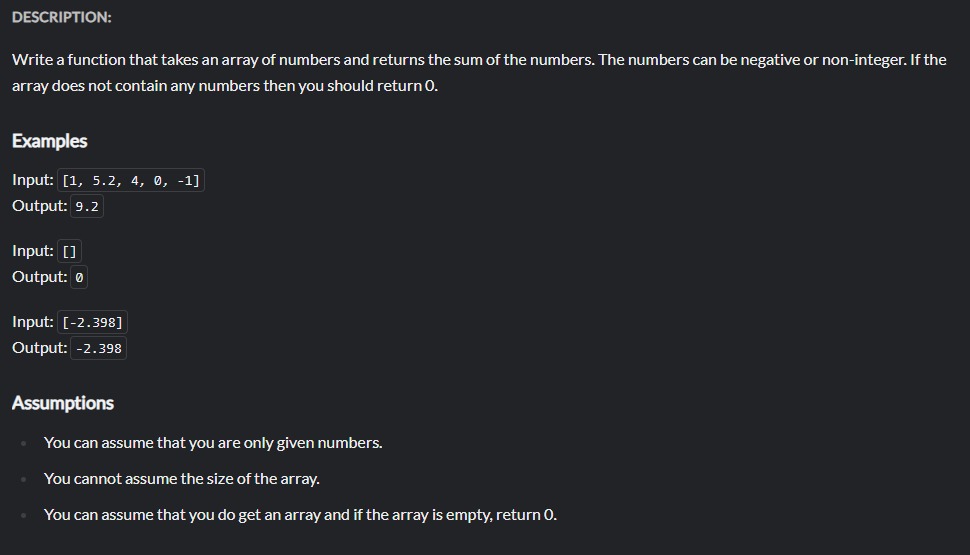 DESCRIPTION:
Write a function that takes an array of numbers and returns the sum of the numbers. The numbers can be negative or non-integer. If the
array does not contain any numbers then you should return 0.
Examples
Input: [1, 5.2, 4, 0, -1]
Output: 9.2
Input: []
Output: 0
Input: [-2.398]
Output: -2.398
Assumptions
You can assume that you are only given numbers.
You cannot assume the size of the array.
You can assume that you do get an array and if the array is empty, return 0.